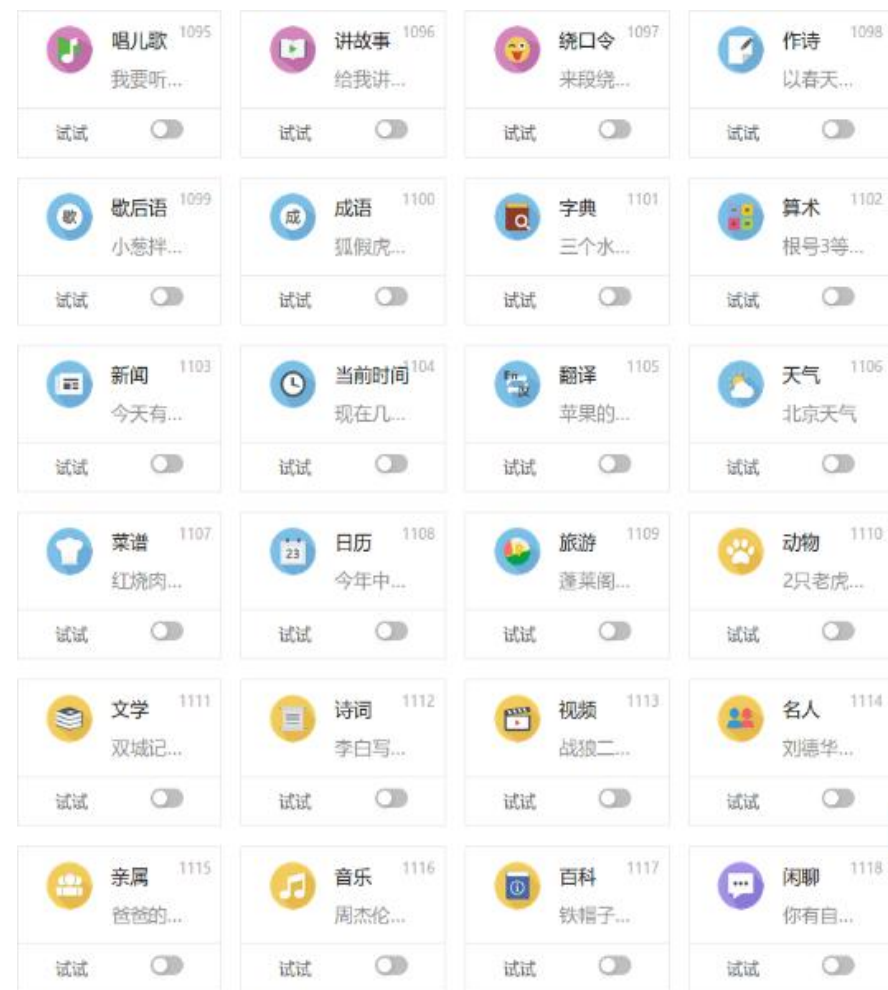 唱儿歌 1095 讲故事 1096 绕口令 1097 作诗 1098
我要听... 给我讲... 来段绕... 以春天...
试试 试试 试试 试试
歇 歇后语 1099 成 成语 1100 字典 1101 算术 1102
小葱拌... 狐假虎... 三个水... 根号3等...
试试 试试 试试 试试
新闻 1103 当前时间 1104 En 汉 翻译 1105 天气 1106
今天有... 现在几... 苹果的... 北京天气
试试 试试 试试 试试
菜谱 1107 23 日历 1108 旅游 1109 动物 1110
红烧肉... 今年中... 蓬莱阁... 2只老虎...
试试 试试 试试 试试
文学 1111 诗词 1112 视频 1113 名人 1114
双城记... 李白写... 战狼二... 刘德华...
试试 试试 试试 试试
亲属 1115 音乐 1116 百科 1117 闲聊 1118
爸爸的... 周杰伦... 铁帽子... 你有自...
试试 试试 试试 试试